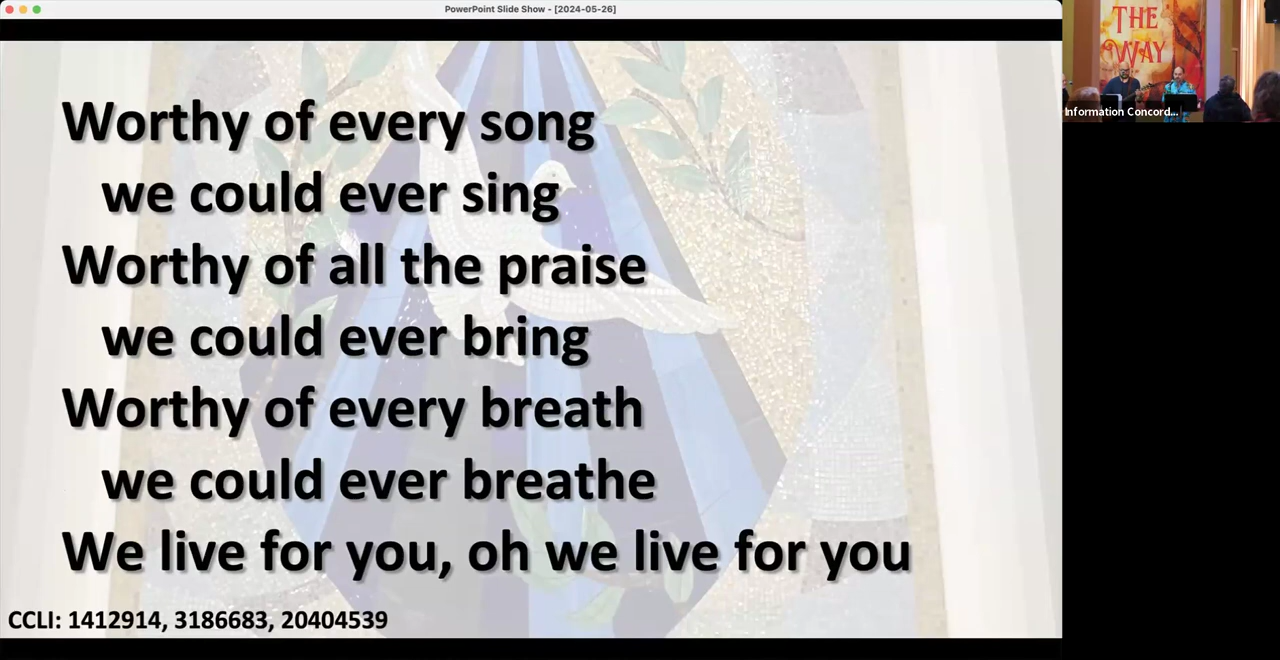 PowerPoint Slide Show - [2024-05-26]
Worthy of every song
we could ever sing
Worthy of all the praise
we could ever bring
Worthy of every breath
we could ever breathe
We live for you, oh we live for you
CCLI: 1412914, 3186683, 20404539
THE
WAY
Information Concord...